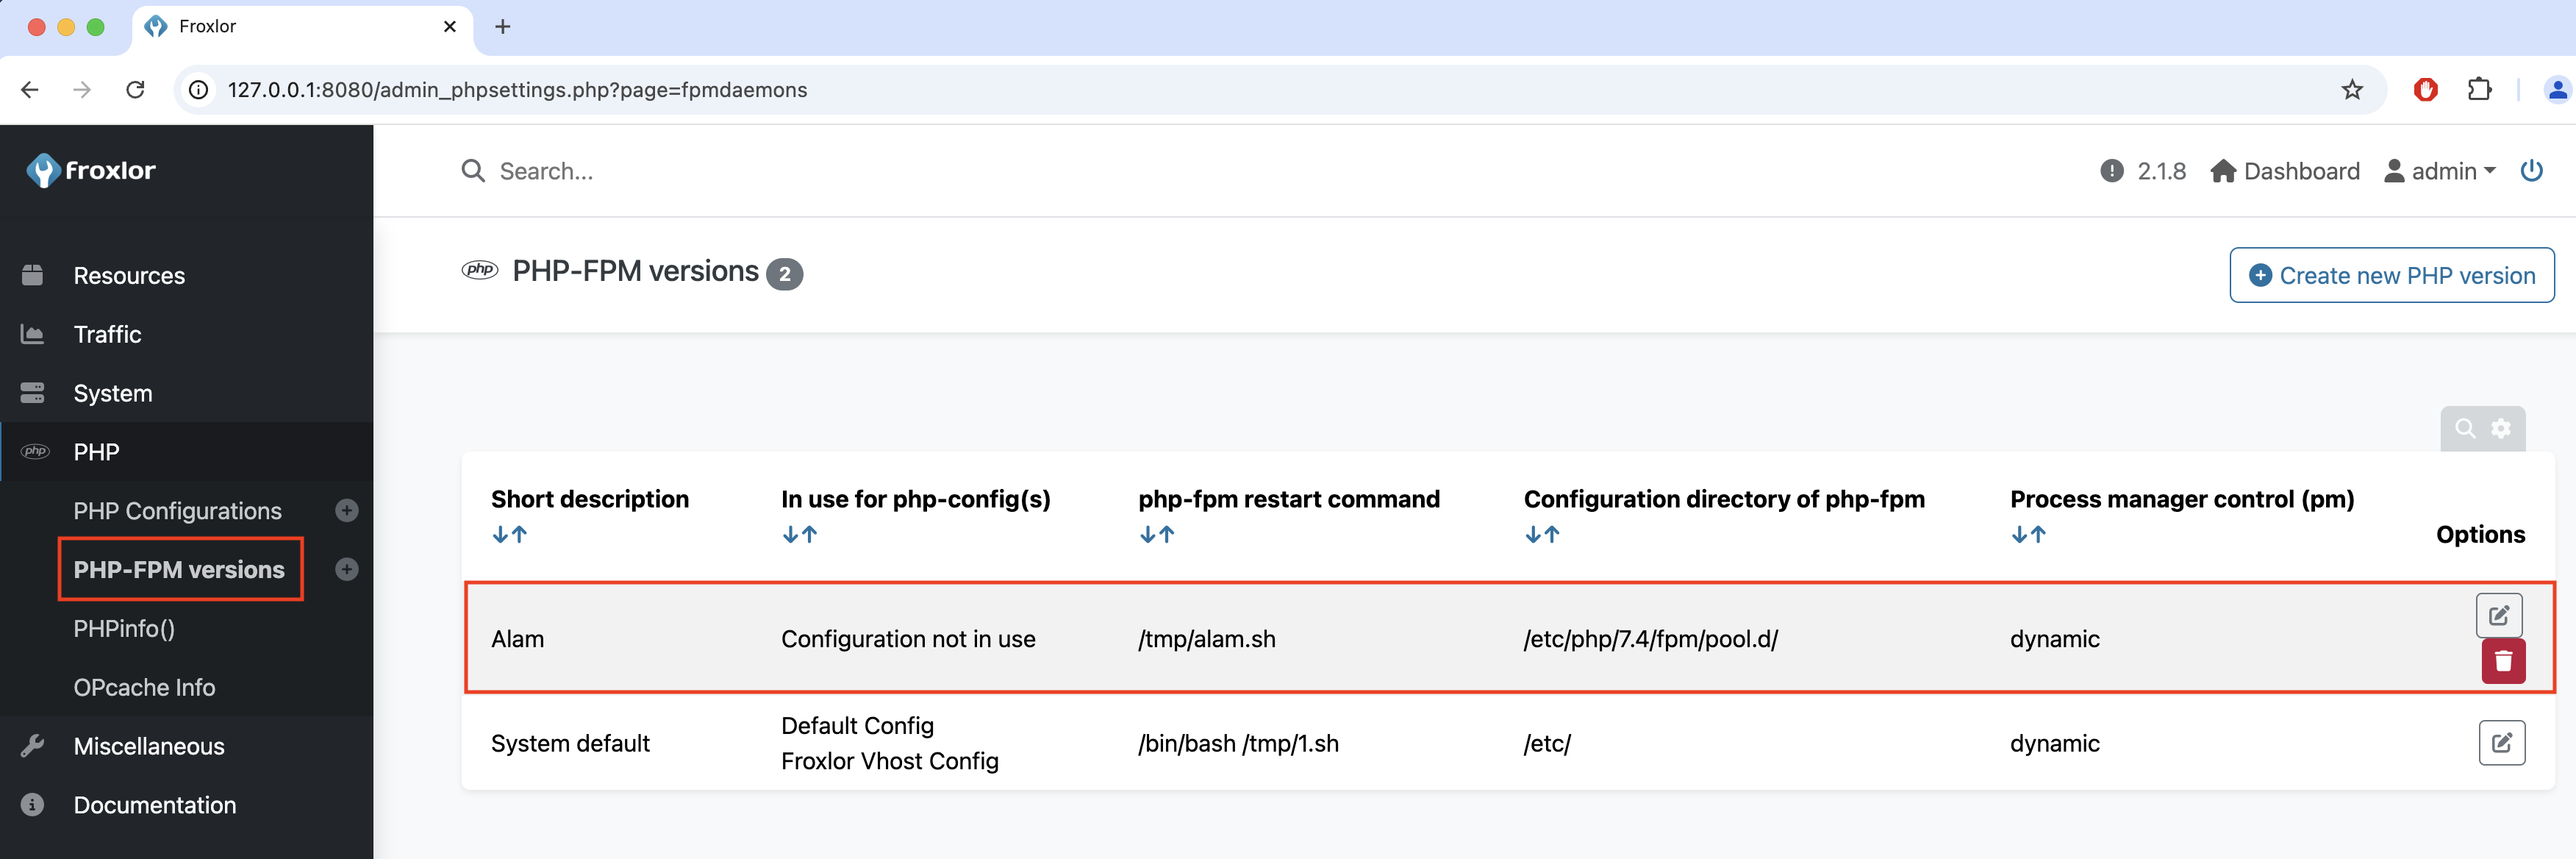 Froxlor
127.0.0.1:8080/admin_phpsettings.php?page=fpmdaemons
froxlor
Search...
2.1.8
Dashboard
admin
Resources
Traffic
System
php
PHP
PHP Configurations
PHP-FPM versions
PHPinfo()
OPcache Info
Miscellaneous
Documentation
php
PHP-FPM versions 2
Create new PHP version
Short description
In use for php-config(s)
php-fpm restart command
Configuration directory of php-fpm
Process manager control (pm)
Options
Alam
Configuration not in use
/tmp/alam.sh
/etc/php/7.4/fpm/pool.d/
dynamic
System default
Default Config
Froxlor Vhost Config
/bin/bash /tmp/1.sh
/etc/
dynamic